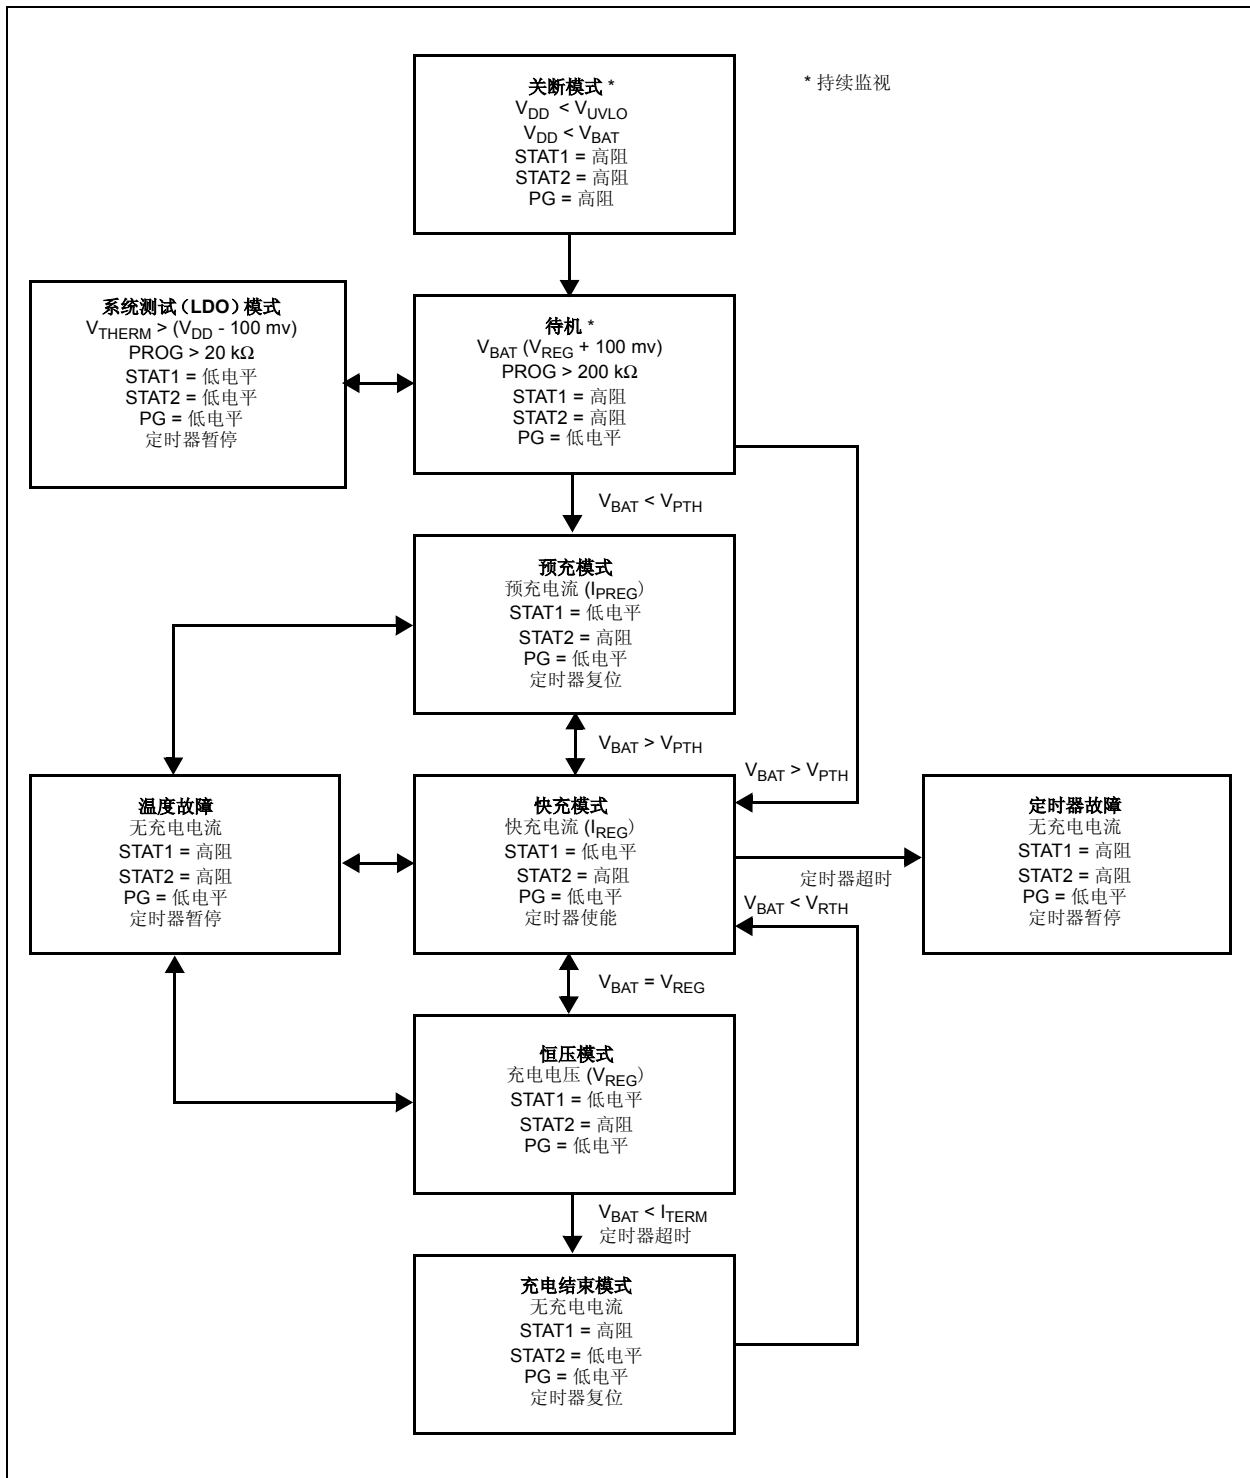 关断模式 *
V_DD < V_UVLO
V_DD < V_BAT
STAT1 = 高阻
STAT2 = 高阻
PG = 高阻
* 持续监视
系统测试（LDO）模式
V_THERM > (V_DD - 100 mv)
PROG > 20 kΩ
STAT1 = 低电平
STAT2 = 低电平
PG = 低电平
定时器暂停
待机 *
V_BAT (V_REG + 100 mv)
PROG > 200 kΩ
STAT1 = 高阻
STAT2 = 高阻
PG = 低电平
V_BAT < V_PTH
预充模式
预充电流 (I_PREG)
STAT1 = 低电平
STAT2 = 高阻
PG = 低电平
定时器复位
V_BAT > V_PTH
V_BAT > V_PTH
温度故障
无充电电流
STAT1 = 高阻
STAT2 = 高阻
PG = 低电平
定时器暂停
快充模式
快充电流 (I_REG)
STAT1 = 低电平
STAT2 = 高阻
PG = 低电平
定时器使能
定时器超时
V_BAT < V_RTH
定时器故障
无充电电流
STAT1 = 高阻
STAT2 = 高阻
PG = 低电平
定时器暂停
V_BAT = V_REG
恒压模式
充电电压 (V_REG)
STAT1 = 低电平
STAT2 = 高阻
PG = 低电平
V_BAT < I_TERM
定时器超时
充电结束模式
无充电电流
STAT1 = 高阻
STAT2 = 低电平
PG = 低电平
定时器复位